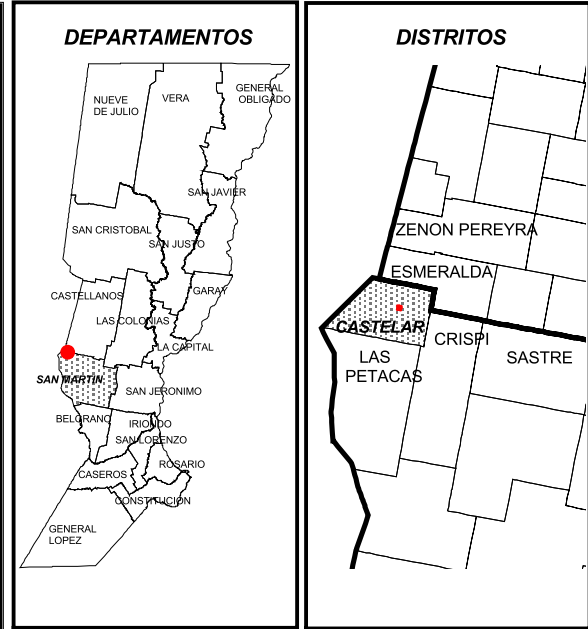 DEPARTAMENTOS
NUEVE
DE JULIO
VERA
GENERAL
OBLIGADO
SAN JAVIER
SAN CRISTOBAL
SAN JUSTO
CASTELLANOS
GARAY
LAS COLONIAS
LA CAPITAL
SAN MARTIN
SAN JERONIMO
BELGRANO
IRIONDO
SAN LORENZO
ROSARIO
CASEROS
CONSTITUCION
GENERAL
LOPEZ
DISTRITOS
ZENON PEREYRA
ESMERALDA
CASTELAR
CRISPI
LAS
PETACAS
SASTRE